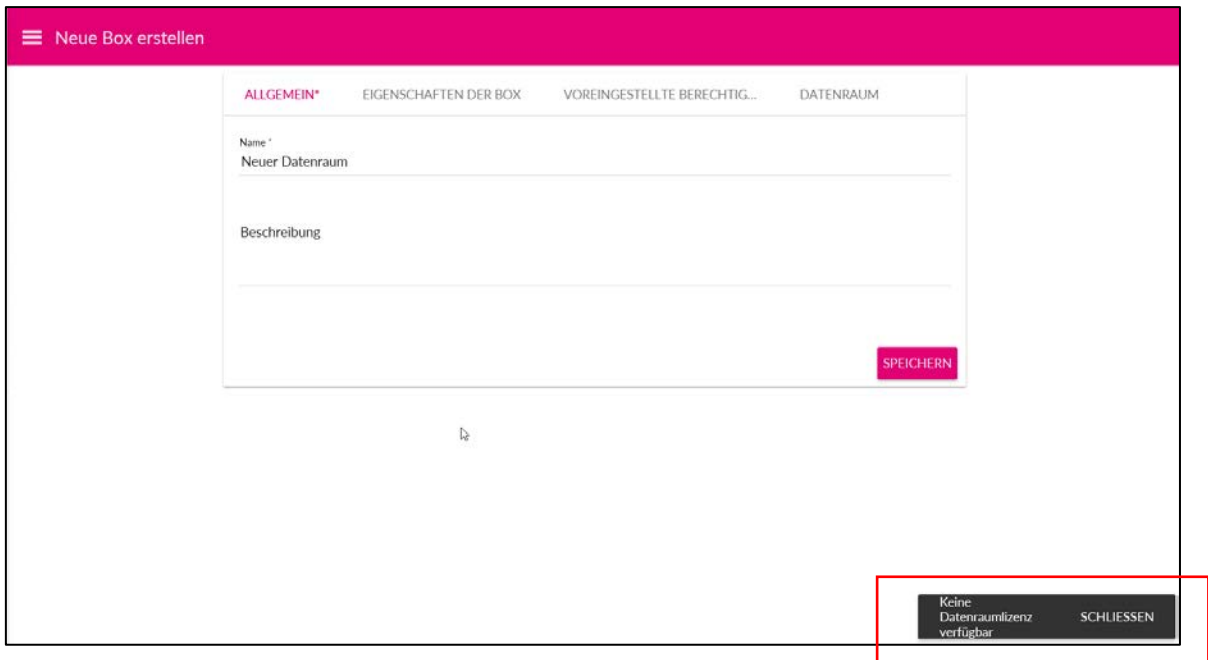 Neue Box erstellen
ALLGEMEIN* EIGENSCHAFTEN DER BOX VOREINGESTELLTE BERECHTIG... DATENRAUM
Name *
Neuer Datenraum
Beschreibung
SPEICHERN
Keine
Datenraumlizenz SCHLIESSEN
verfügbar